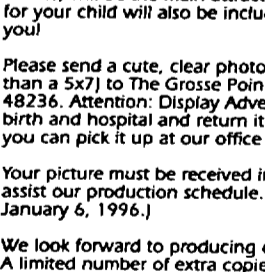 for your child will also be inclu
you!
Please send a cute, clear photo
than a 5x7) to The Grosse Poin
48236. Attention: Display Adve
birth and hospital and return it
you can pick it up at our office
Your picture must be received i
assist our production schedule.
January 6, 1996.)
We look forward to producing
A limited number of extra copie